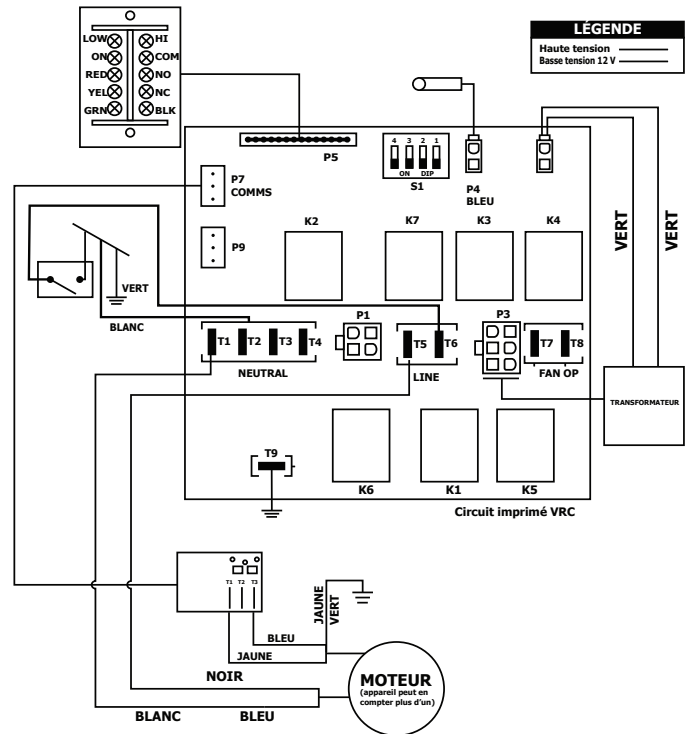 LÉGENDE
Haute tension
Basse tension 12 V
LOW HI
ON COM
RED NO
YEL NC
GRN BLK
P5
4 3 2 1
ON DIP
S1
P4
BLEU
P7
COMMS
P9
K2
K7
K3
K4
VERT
VERT
VERT
BLANC
P1
P3
T1 T2 T3 T4
T5 T6
T7 T8
NEUTRAL
LINE
FAN OP
TRANSFORMATEUR
T9
K6
K1
K5
Circuit imprimé VRC
T1 T2 T3
JAUNE
VERT
BLEU
JAUNE
NOIR
MOTEUR
(appareil peut en
compter plus d'un)
BLANC
BLEU